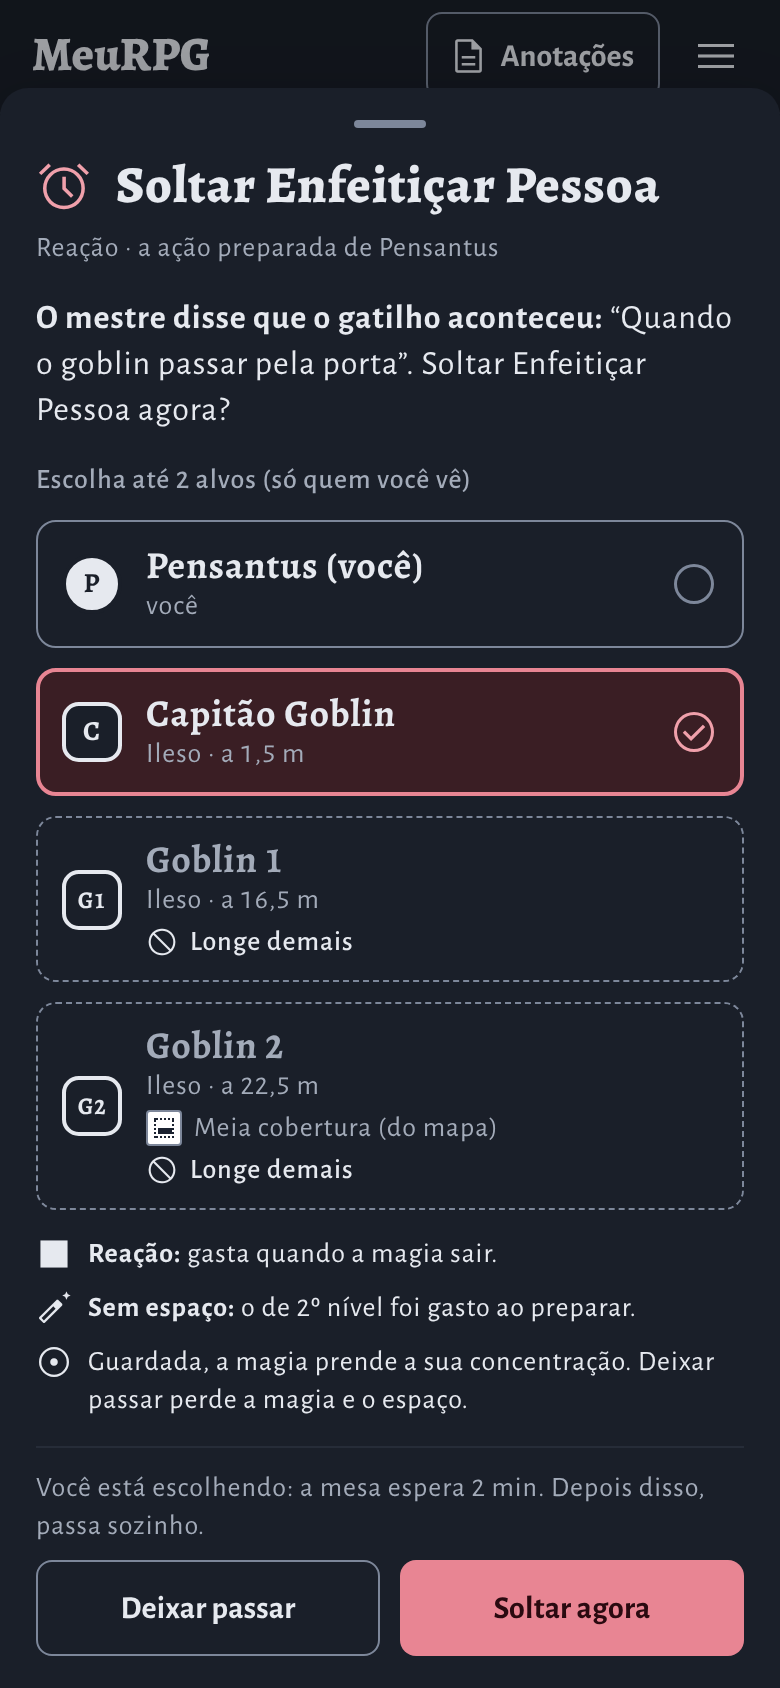 MeuRPG
Anotações
Soltar Enfeitiçar Pessoa
Reação · a ação preparada de Pensantus
O mestre disse que o gatilho aconteceu: “Quando
o goblin passar pela porta”. Soltar Enfeitiçar
Pessoa agora?
Escolha até 2 alvos (só quem você vê)
P
Pensantus (você)
você
C
Capitão Goblin
Ileso · a 1,5 m
G1
Goblin 1
Ileso · a 16,5 m
Longe demais
G2
Goblin 2
Ileso · a 22,5 m
Meia cobertura (do mapa)
Longe demais
Reação: gasta quando a magia sair.
Sem espaço: o de 2º nível foi gasto ao preparar.
Guardada, a magia prende a sua concentração. Deixar
passar perde a magia e o espaço.
Você está escolhendo: a mesa espera 2 min. Depois disso,
passa sozinho.
Deixar passar
Soltar agora